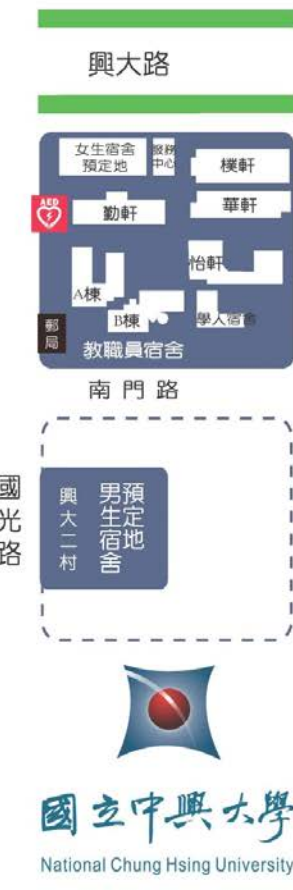 興大路
女生宿舍
預定地
服務
中心
樸軒
AED
勤軒
華軒
怡軒
A棟
B棟
學人宿舍
郵局
教職員宿舍
南門路
國光路
興大二村
預定地
男生宿舍
國立中興大學
National Chung Hsing University